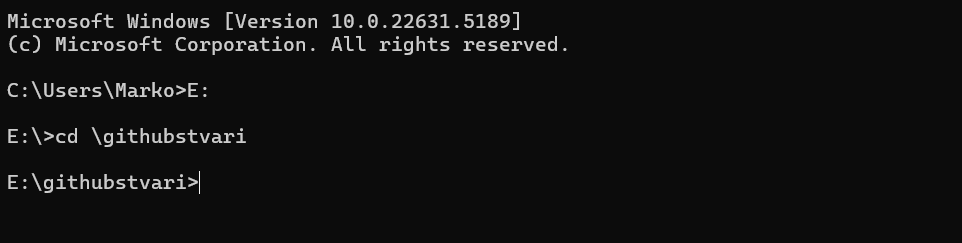 Microsoft Windows [Version 10.0.22631.5189]
(c) Microsoft Corporation. All rights reserved.
C:\Users\Marko>E:
E:\>cd \githubstvari
E:\githubstvari>